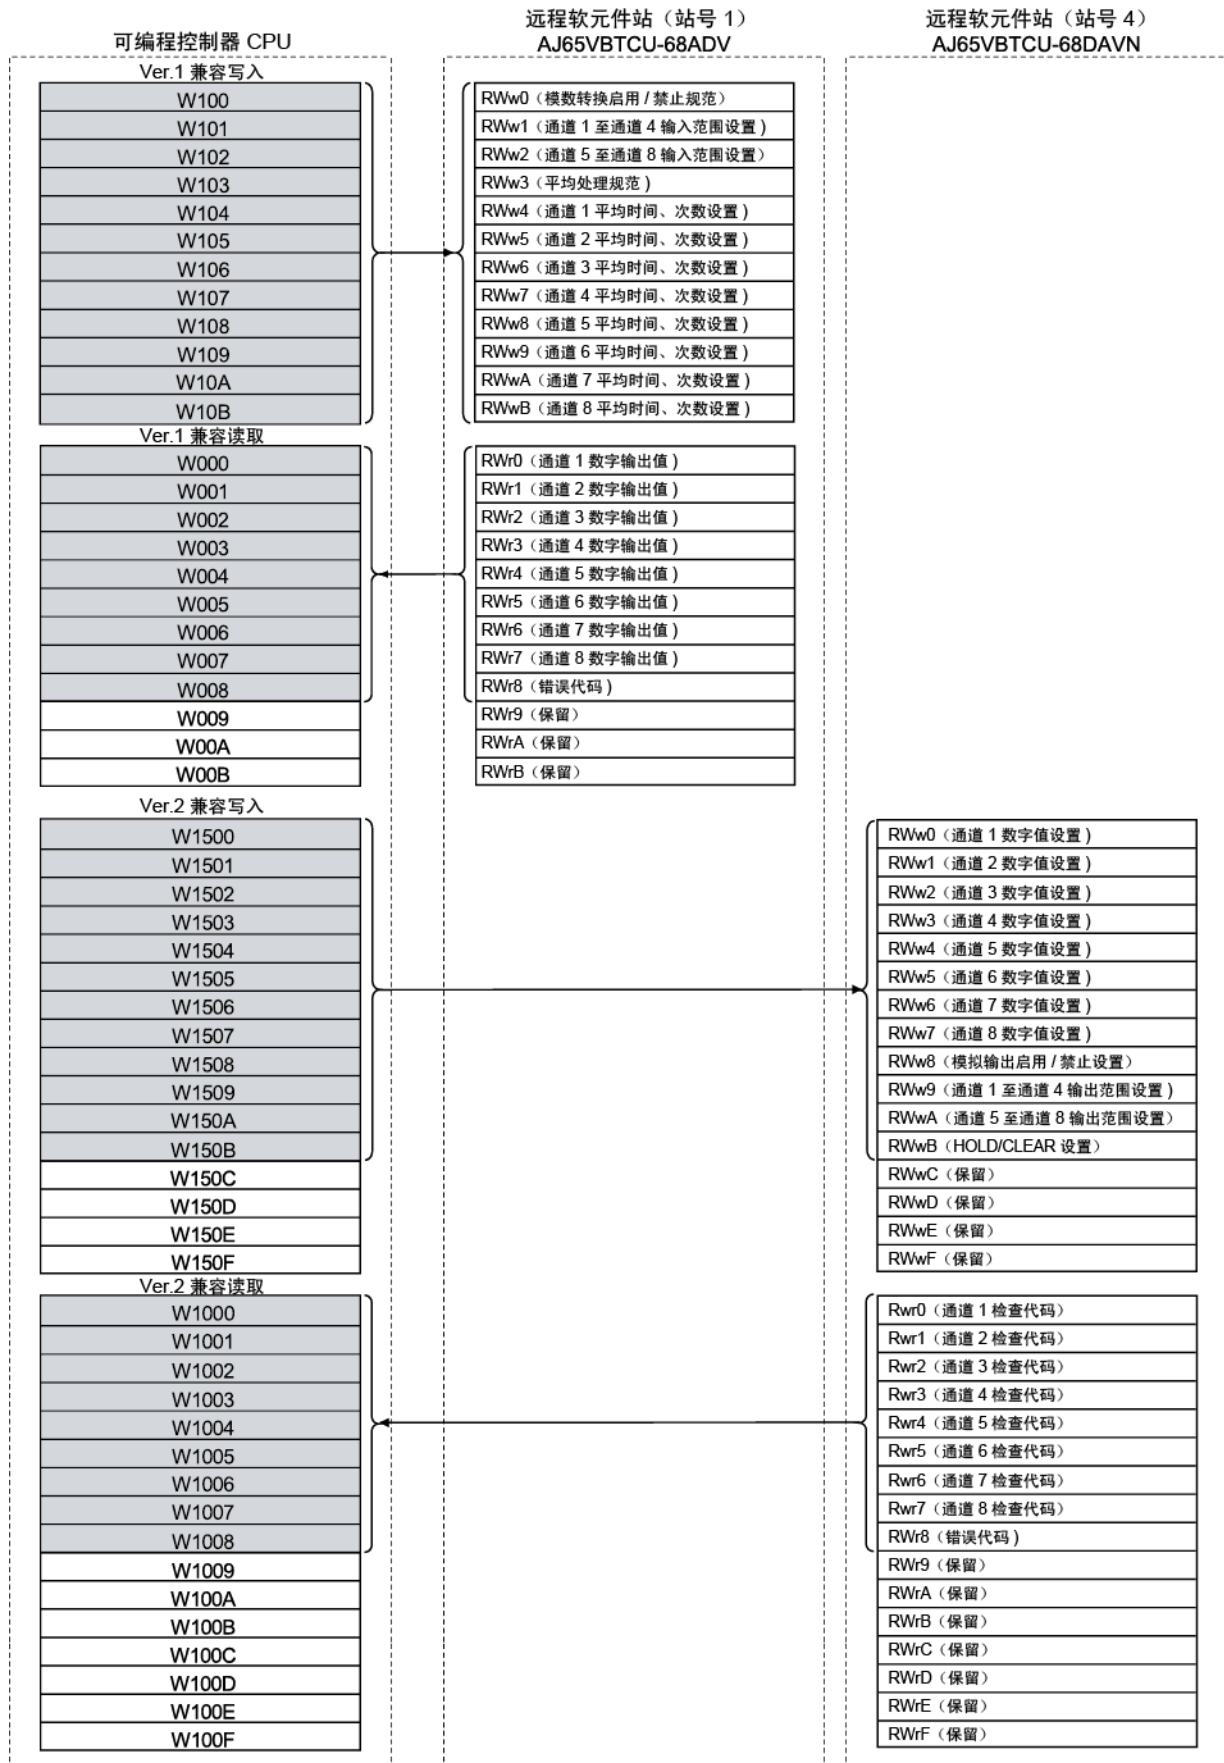 可编程控制器 CPU
远程软元件站（站号 1）
AJ65VBTCU-68ADV
远程软元件站（站号 4）
AJ65VBTCU-68DAVN
Ver.1 兼容写入
W100
W101
W102
W103
W104
W105
W106
W107
W108
W109
W10A
W10B
RWw0（模数转换启用 / 禁止规范）
RWw1（通道 1 至通道 4 输入范围设置 )
RWw2（通道 5 至通道 8 输入范围设置）
RWw3（平均处理规范 )
RWw4（通道 1 平均时间、次数设置 )
RWw5（通道 2 平均时间、次数设置 )
RWw6（通道 3 平均时间、次数设置 )
RWw7（通道 4 平均时间、次数设置 )
RWw8（通道 5 平均时间、次数设置 )
RWw9（通道 6 平均时间、次数设置 )
RWwA（通道 7 平均时间、次数设置 )
RWwB（通道 8 平均时间、次数设置 )
Ver.1 兼容读取
W000
W001
W002
W003
W004
W005
W006
W007
W008
W009
W00A
W00B
RWr0（通道 1 数字输出值 )
RWr1（通道 2 数字输出值 )
RWr2（通道 3 数字输出值 )
RWr3（通道 4 数字输出值 )
RWr4（通道 5 数字输出值 )
RWr5（通道 6 数字输出值 )
RWr6（通道 7 数字输出值 )
RWr7（通道 8 数字输出值 )
RWr8（错误代码 )
RWr9（保留）
RWrA（保留）
RWrB（保留）
Ver.2 兼容写入
W1500
W1501
W1502
W1503
W1504
W1505
W1506
W1507
W1508
W1509
W150A
W150B
W150C
W150D
W150E
W150F
RWw0（通道 1 数字值设置 )
RWw1（通道 2 数字值设置 )
RWw2（通道 3 数字值设置 )
RWw3（通道 4 数字值设置 )
RWw4（通道 5 数字值设置 )
RWw5（通道 6 数字值设置 )
RWw6（通道 7 数字值设置 )
RWw7（通道 8 数字值设置 )
RWw8（模拟输出启用 / 禁止设置）
RWw9（通道 1 至通道 4 输出范围设置 )
RWwA（通道 5 至通道 8 输出范围设置）
RWwB（HOLD/CLEAR 设置）
RWwC（保留）
RWwD（保留）
RWwE（保留）
RWwF（保留）
Ver.2 兼容读取
W1000
W1001
W1002
W1003
W1004
W1005
W1006
W1007
W1008
W1009
W100A
W100B
W100C
W100D
W100E
W100F
Rwr0（通道 1 检查代码）
Rwr1（通道 2 检查代码）
Rwr2（通道 3 检查代码）
Rwr3（通道 4 检查代码）
Rwr4（通道 5 检查代码）
Rwr5（通道 6 检查代码）
Rwr6（通道 7 检查代码）
Rwr7（通道 8 检查代码）
RWr8（错误代码 )
RWr9（保留）
RWrA（保留）
RWrB（保留）
RWrC（保留）
RWrD（保留）
RWrE（保留）
RWrF（保留）